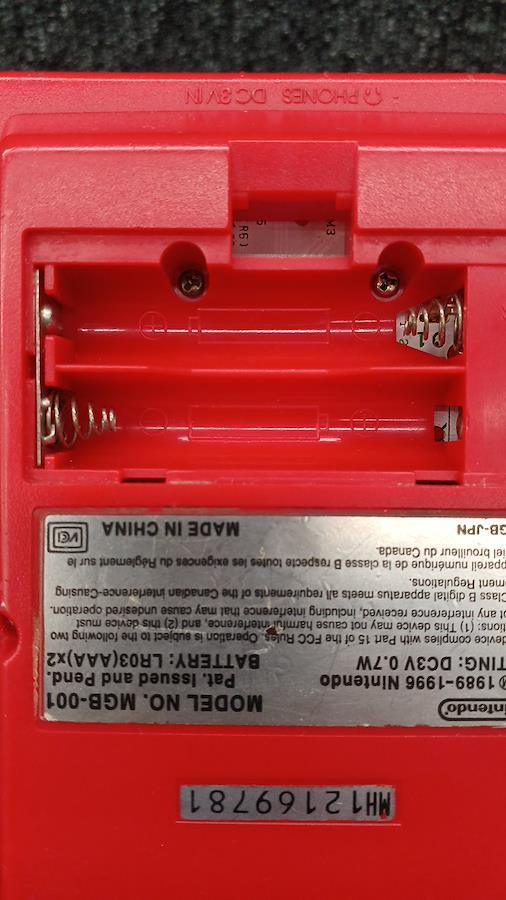 MH12169781
Nintendo MODEL NO. MGB-001
1989-1996 Nintendo Pat. Issued and Pend.
TING: DC3V 0.7W BATTERY: LR03(AAA)x2
device complies with Part 15 of the FCC Rules. Operation is subject to the following two
tions: (1) This device may not cause harmful interference, and (2) this device must
any interference received, including interference that may cause undesired operation.
Class B digital apparatus meets all requirements of the Canadian Interference-Causing
ment Regulations.
appareil numérique de la classe B respecte toutes les exigences du Règlement sur le
iel brouilleur du Canada.
GB-JPN MADE IN CHINA VCI
PHONES DC3V IN